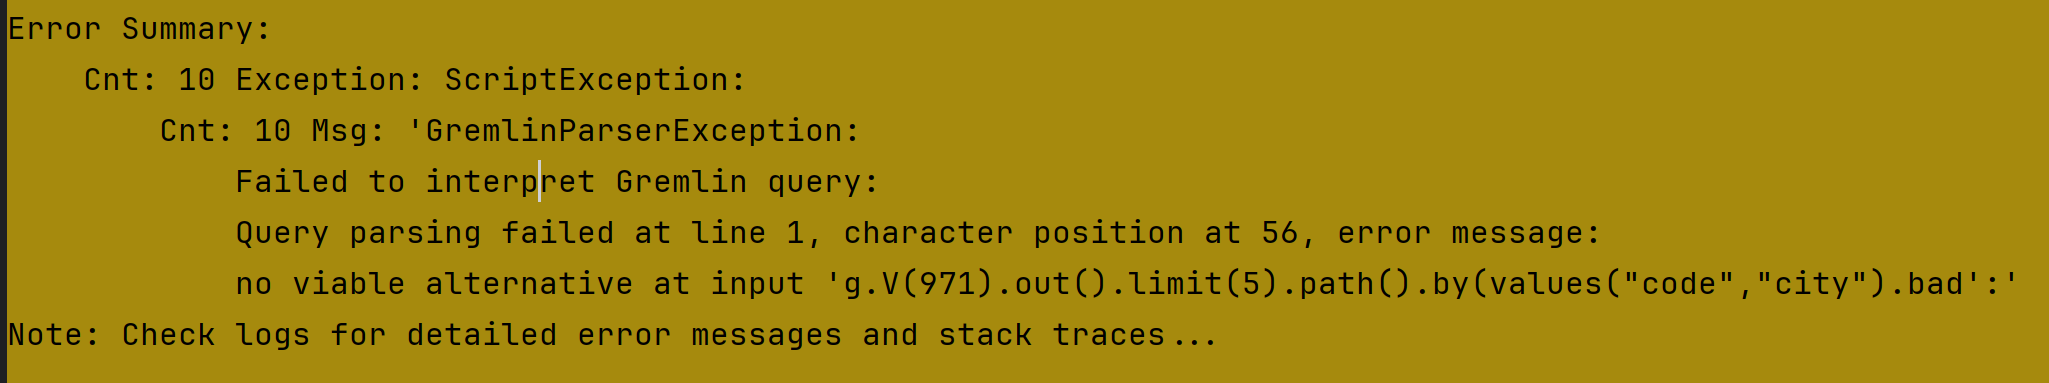 Error Summary:
Cnt: 10 Exception: ScriptException:
Cnt: 10 Msg: 'GremlinParserException:
Failed to interpret Gremlin query:
Query parsing failed at line 1, character position at 56, error message:
no viable alternative at input 'g.V(971).out().limit(5).path().by(values("code","city").bad':'
Note: Check logs for detailed error messages and stack traces...